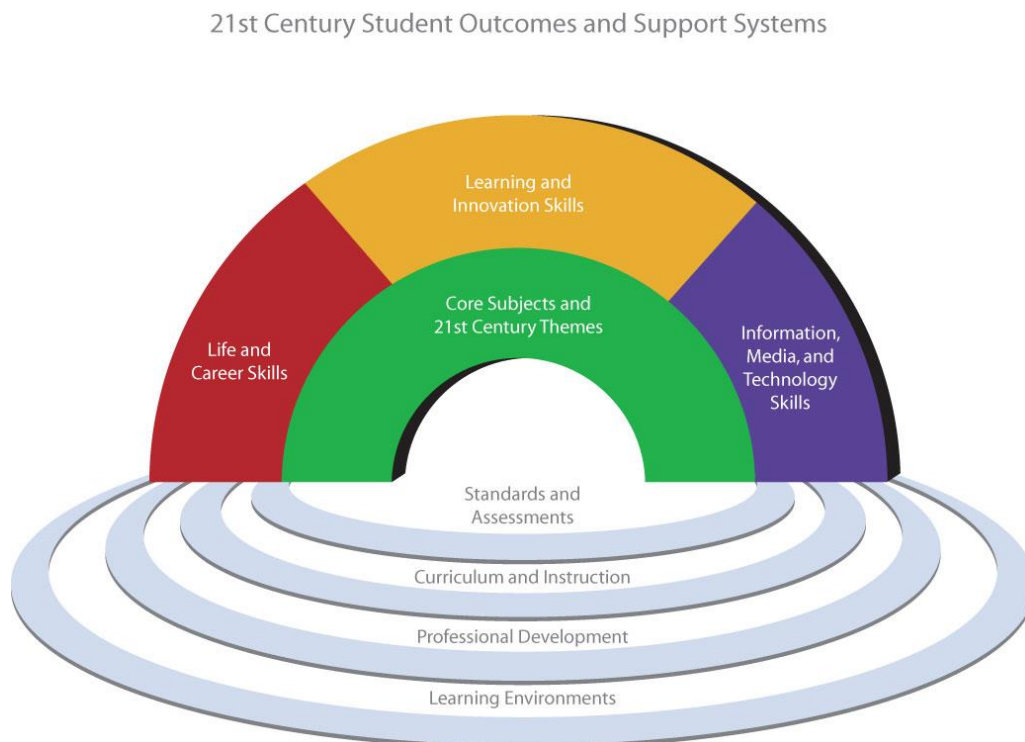 21st Century Student Outcomes and Support Systems
Learning and
Innovation Skills
Core Subjects and
21st Century Themes
Life and
Career Skills
Information,
Media, and
Technology
Skills
Standards and
Assessments
Curriculum and Instruction
Professional Development
Learning Environments